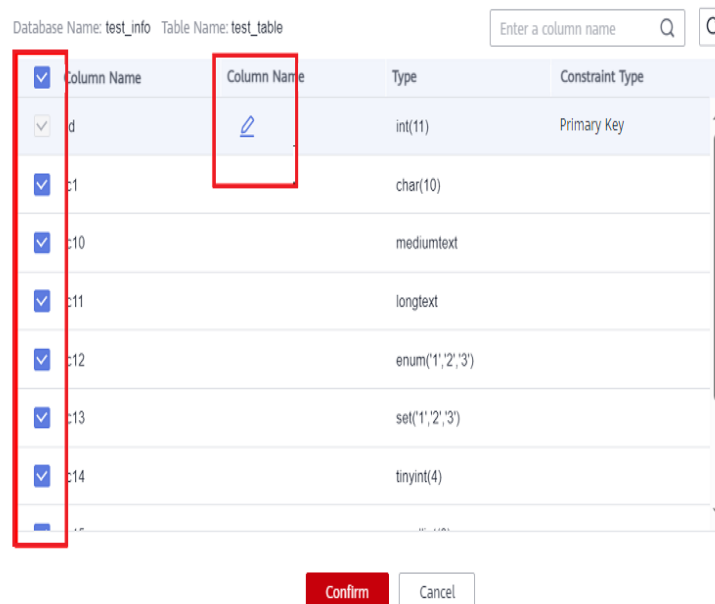 Database Name: test_info Table Name: test_table Enter a column name
Column Name Column Name Type Constraint Type
id int(11) Primary Key
c1 char(10)
c10 mediumtext
c11 longtext
c12 enum('1','2','3')
c13 set('1','2','3')
c14 tinyint(4)
Confirm Cancel